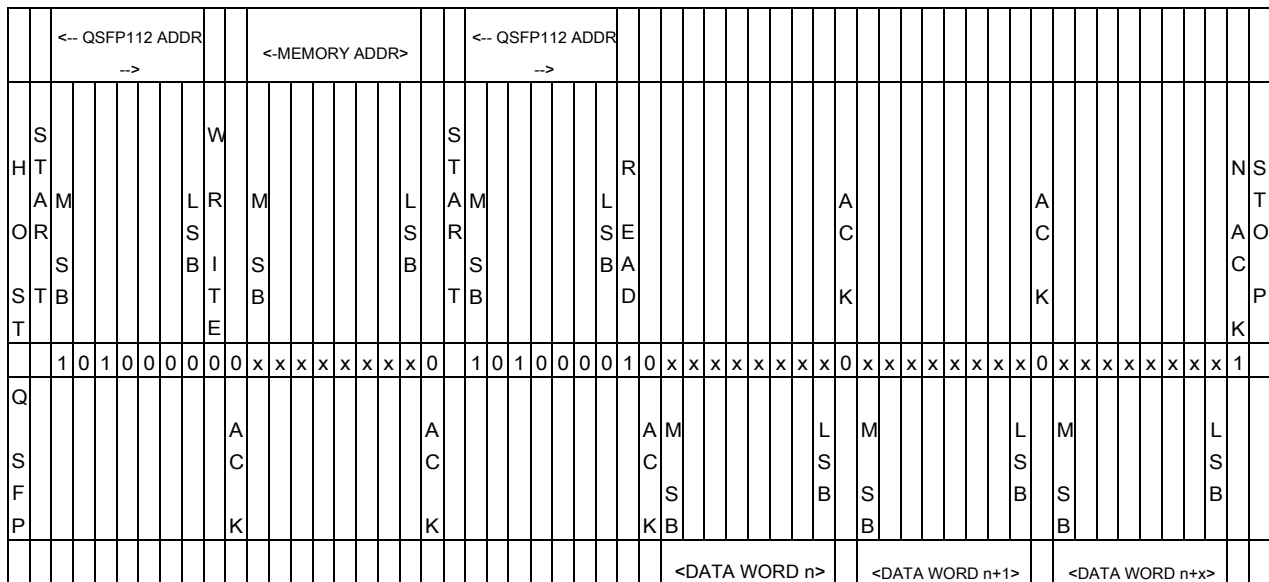 <-- QSFP112 ADDR -->
<-MEMORY ADDR>
<-- QSFP112 ADDR -->
HOST
START
MSB
LSB
WRITE
MSB
LSB
START
MSB
LSB
READ
ACK
ACK
NACK
STOP
1 0 1 0 0 0 0 0 0 x x x x x x x x 0 1 0 1 0 0 0 0 1 0 x x x x x x x x 0 x x x x x x x x 0 x x x x x x x x 1
QSFP
ACK
ACK
ACK
MSB
LSB
MSB
LSB
MSB
LSB
<DATA WORD n>
<DATA WORD n+1>
<DATA WORD n+x>